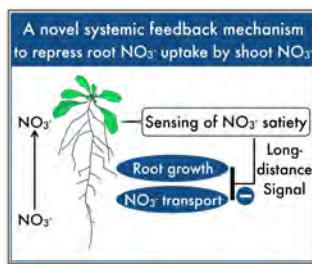 A novel systemic feedback mechanism
to repress root NO₃⁻ uptake by shoot NO₃⁻
NO₃⁻
Sensing of NO₃⁻ satiety
Root growth
NO₃⁻ transport
Long-
distance
Signal
NO₃⁻